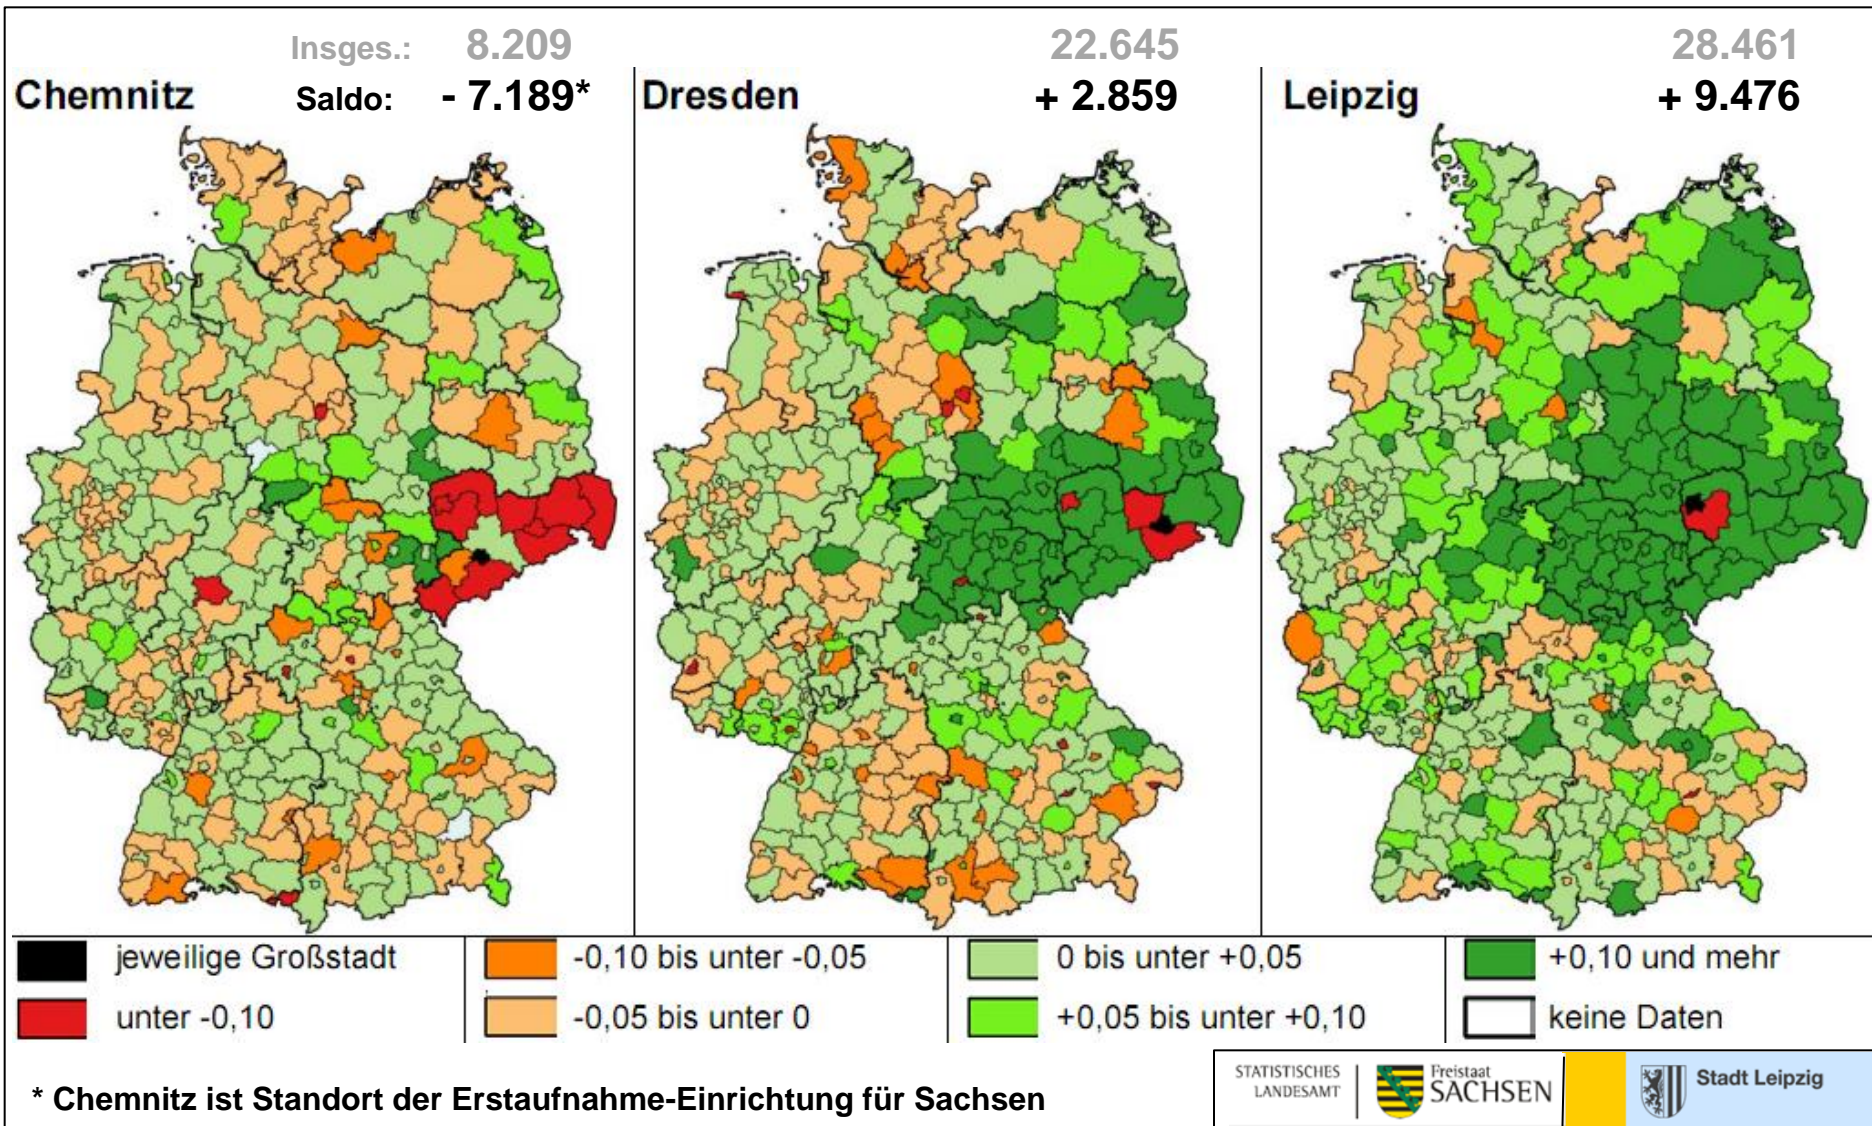 Insges.: 8.209 22.645 28.461
Chemnitz Saldo: - 7.189* Dresden + 2.859 Leipzig + 9.476
jeweilige Großstadt -0,10 bis unter -0,05 0 bis unter +0,05 +0,10 und mehr
unter -0,10 -0,05 bis unter 0 +0,05 bis unter +0,10 keine Daten
* Chemnitz ist Standort der Erstaufnahme-Einrichtung für Sachsen
STATISTISCHES
LANDESAMT
Freistaat
SACHSEN
Stadt Leipzig